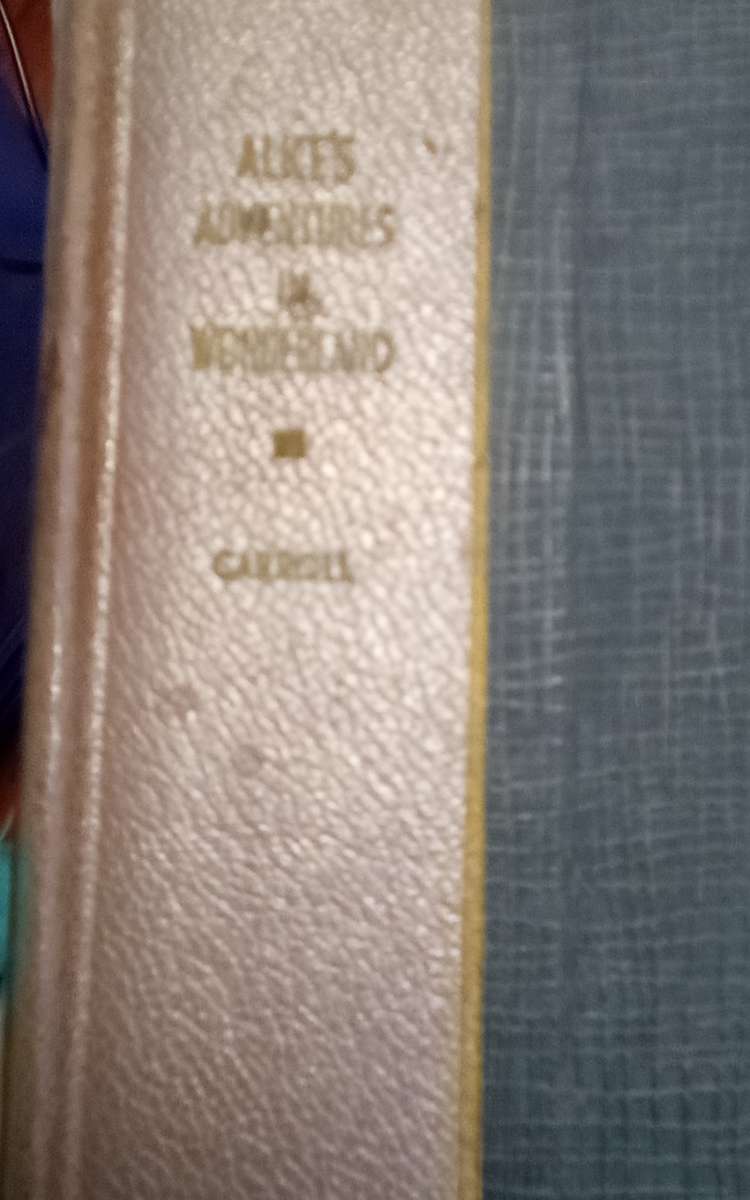 ALICE'S
ADVENTURES
IN
WONDERLAND
CARROLL